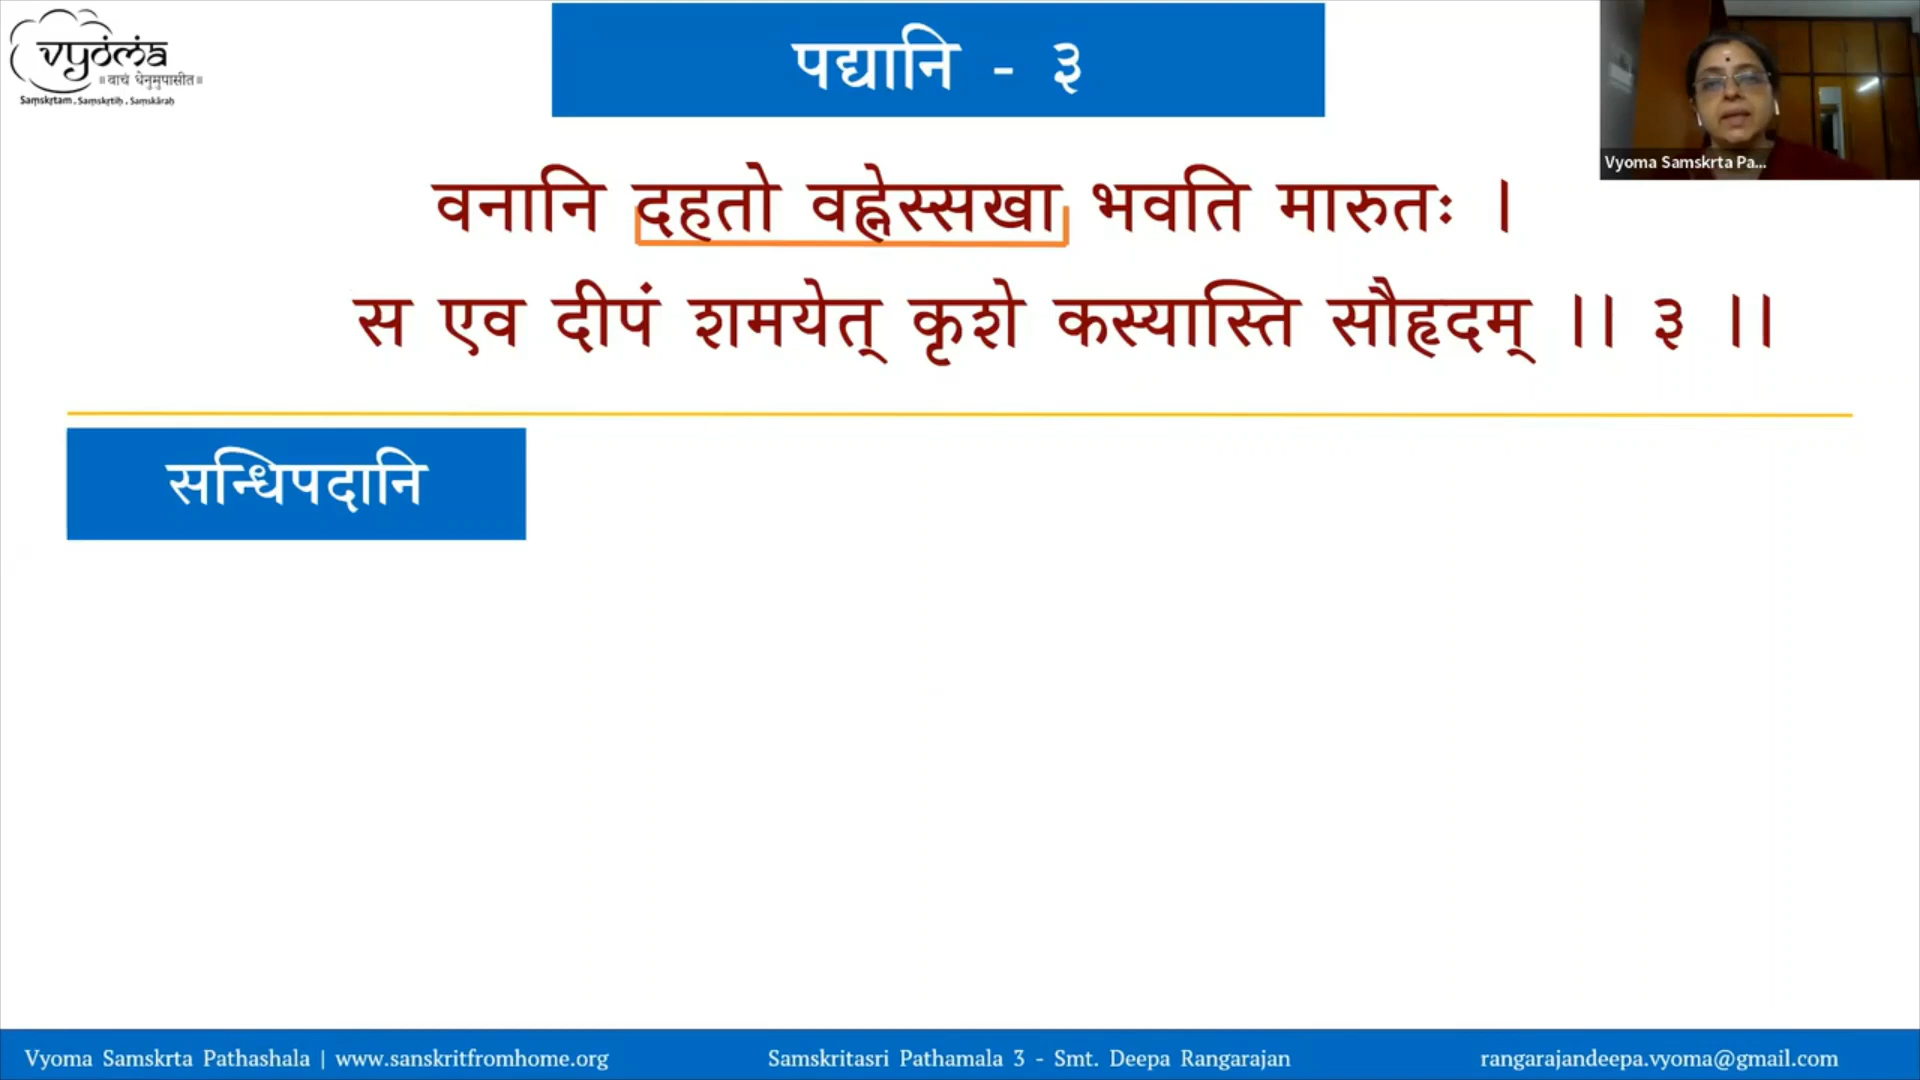 vyoma
॥ वाचं धेनुमुपासीत ॥
Saṃskṛtam . Saṃskṛtiḥ . Saṃskāraḥ
पद्यानि - ३
Vyoma Samskrta Pa...
वनानि दहतो वह्नेस्सखा भवति मारुतः ।
स एव दीपं शमयेत् कृशे कस्यास्ति सौहृदम् ।। ३ ।।
सन्धिपदानि
Vyoma Samskrta Pathashala | www.sanskritfromhome.org
Samskritasri Pathamala 3 - Smt. Deepa Rangarajan
rangarajandeepa.vyoma@gmail.com